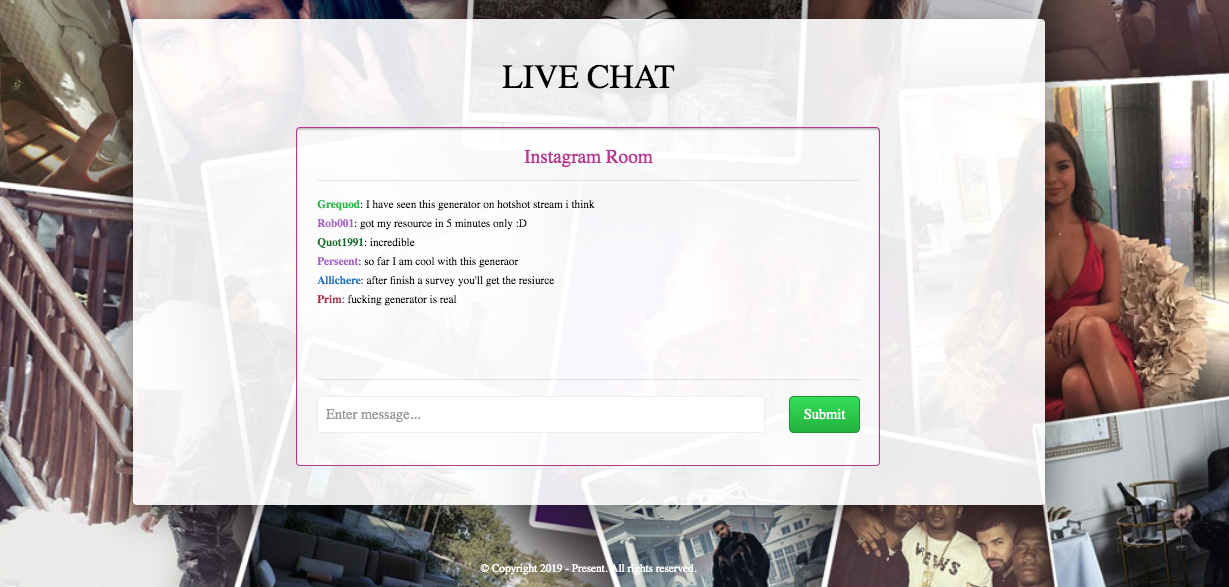 LIVE CHAT
Instagram Room
Grequod: I have seen this generator on hotshot stream i think
Rob001: got my resource in 5 minutes only :D
Quot1991: incredible
Perseent: so far I am cool with this generaor
Allichere: after finish a survey you'll get the resiurce
Prim: fucking generator is real
Enter message...
Submit
NEWS
© Copyright 2019 - Present. All rights reserved.